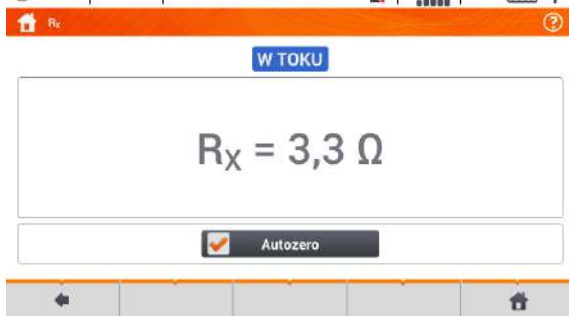 Rx
W TOKU
RX = 3,3 Ω
Autozero